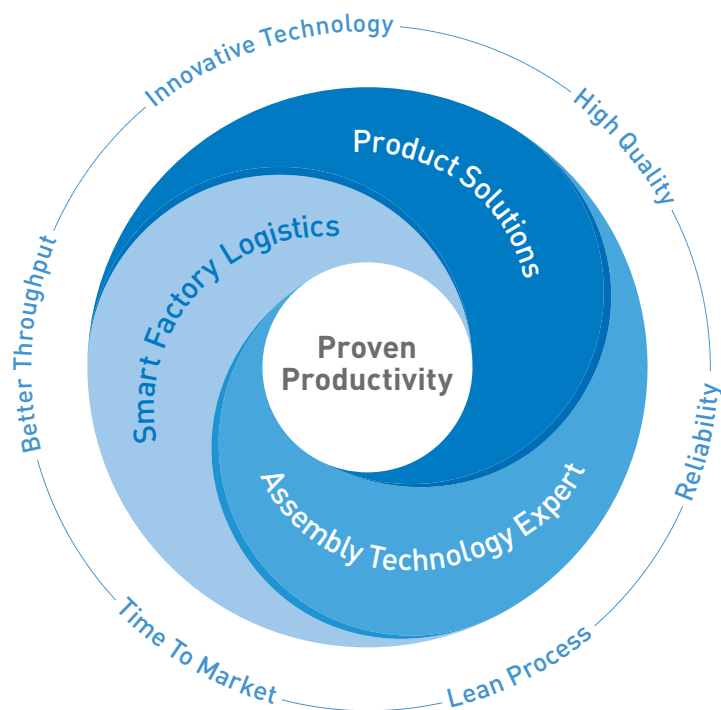 Innovative Technology
High Quality
Reliability
Lean Process
Time To Market
Better Throughput
Product Solutions
Smart Factory Logistics
Assembly Technology Expert
Proven
Productivity